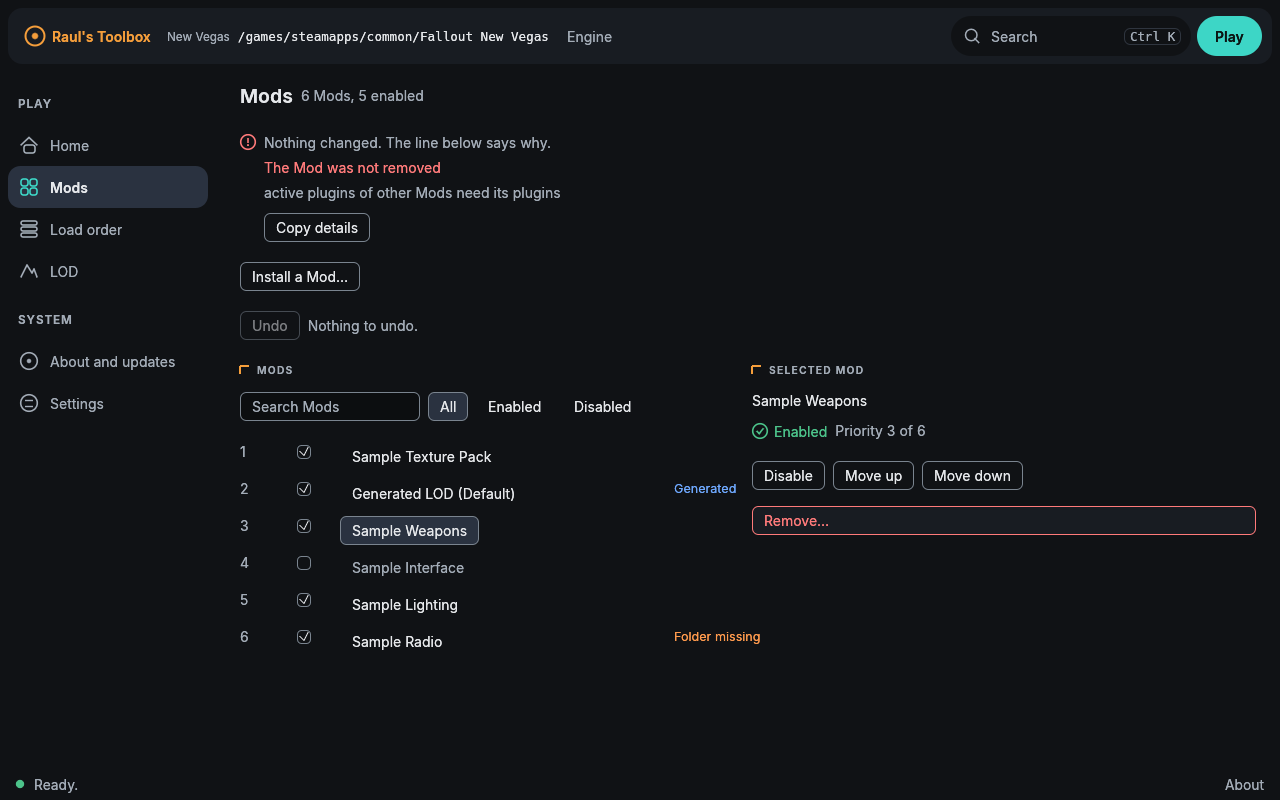 Raul's Toolbox New Vegas /games/steamapps/common/Fallout New Vegas Engine Search Ctrl K Play
PLAY
Home
Mods
Load order
LOD
SYSTEM
About and updates
Settings
Mods 6 Mods, 5 enabled
Nothing changed. The line below says why.
The Mod was not removed
active plugins of other Mods need its plugins
Copy details
Install a Mod...
Undo Nothing to undo.
MODS
Search Mods All Enabled Disabled
1 Sample Texture Pack
2 Generated LOD (Default) Generated
3 Sample Weapons
4 Sample Interface
5 Sample Lighting
6 Sample Radio Folder missing
SELECTED MOD
Sample Weapons
Enabled Priority 3 of 6
Disable Move up Move down
Remove...
Ready. About